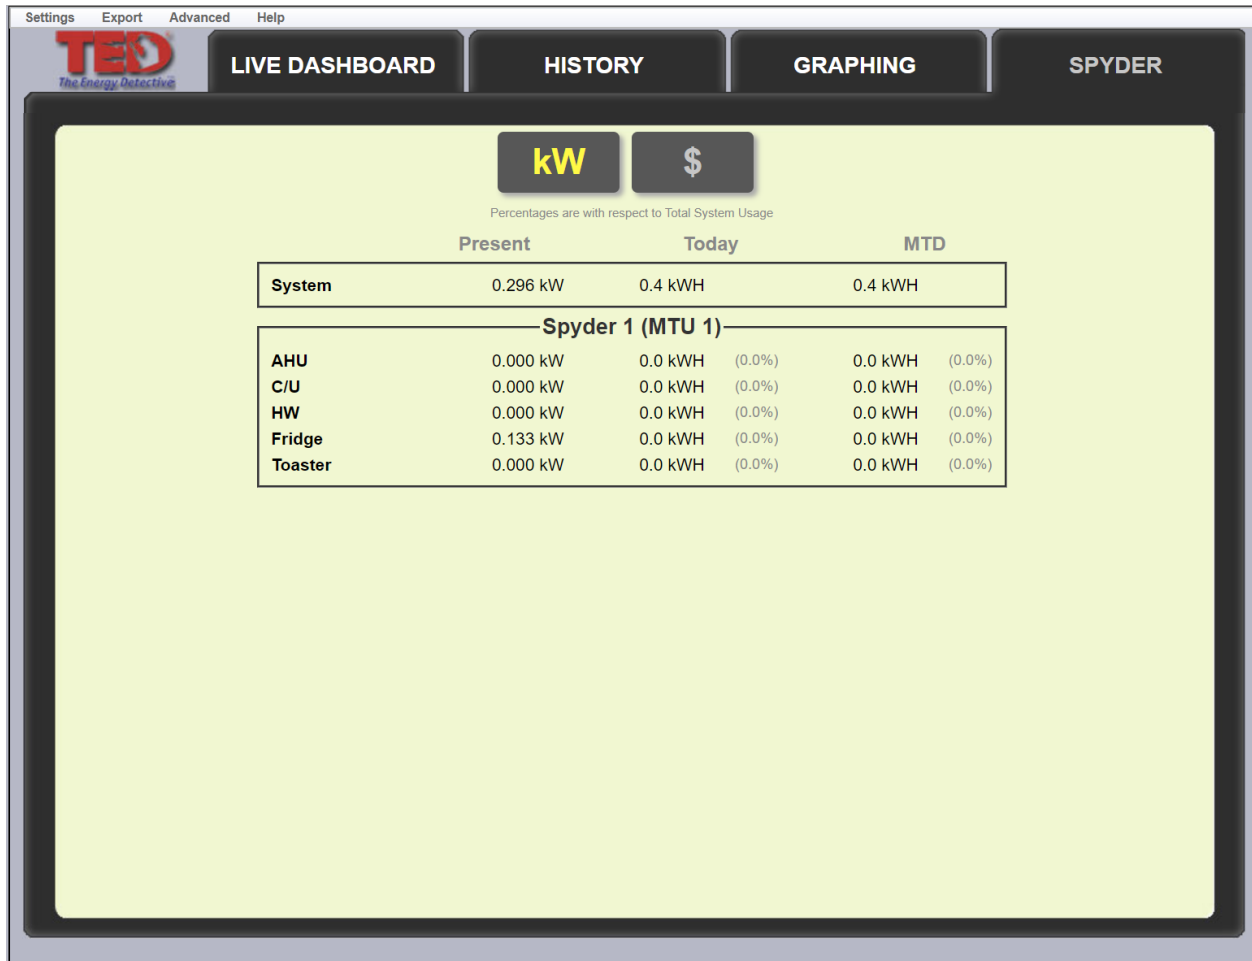 Settings Export Advanced Help
TED®
The Energy Detective
LIVE DASHBOARD HISTORY GRAPHING SPYDER
kW $
Percentages are with respect to Total System Usage
Present Today MTD
System 0.296 kW 0.4 kWH 0.4 kWH
Spyder 1 (MTU 1)
AHU 0.000 kW 0.0 kWH (0.0%) 0.0 kWH (0.0%)
C/U 0.000 kW 0.0 kWH (0.0%) 0.0 kWH (0.0%)
HW 0.000 kW 0.0 kWH (0.0%) 0.0 kWH (0.0%)
Fridge 0.133 kW 0.0 kWH (0.0%) 0.0 kWH (0.0%)
Toaster 0.000 kW 0.0 kWH (0.0%) 0.0 kWH (0.0%)